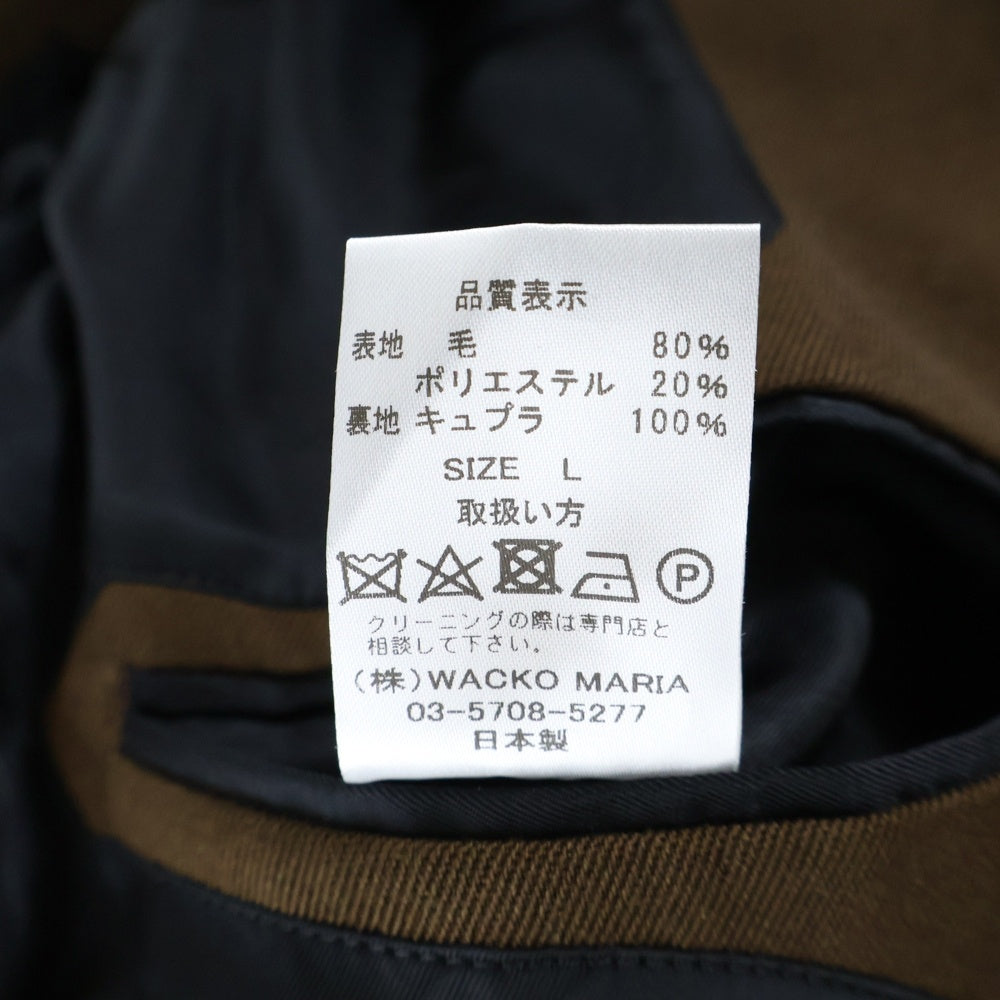 品質表示
表地 毛 80%
ポリエステル 20%
裏地 キュプラ 100%
SIZE L
取扱い方
P
クリーニングの際は専門店と
相談して下さい。
(株)WACKO MARIA
03-5708-5277
日本製